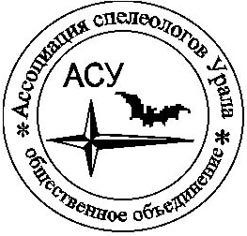 Ассоциация спелеологов Урала
АСУ
* общественное объединение *